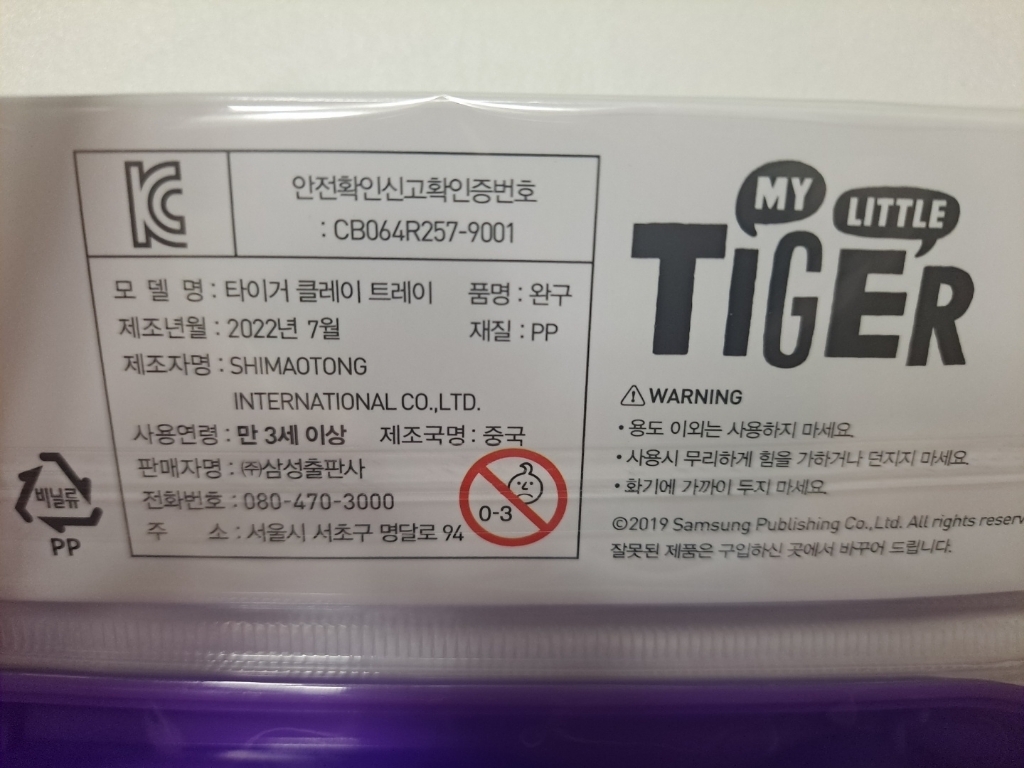 KC
안전확인신고확인증번호
: CB064R257-9001
모 델 명 : 타이거 클레이 트레이 품명 : 완구
제조년월 : 2022년 7월 재질 : PP
제조자명 : SHIMAOTONG
INTERNATIONAL CO.,LTD.
사용연령 : 만 3세 이상 제조국명 : 중국
판매자명 : ㈜삼성출판사
전화번호 : 080-470-3000
주 소 : 서울시 서초구 명달로 94
0-3
비닐류
PP
MY
LITTLE
TIGER
⚠ WARNING
• 용도 이외는 사용하지 마세요.
• 사용시 무리하게 힘을 가하거나 던지지 마세요.
• 화기에 가까이 두지 마세요.
©2019 Samsung Publishing Co., Ltd. All rights reserv
잘못된 제품은 구입하신 곳에서 바꾸어 드립니다.